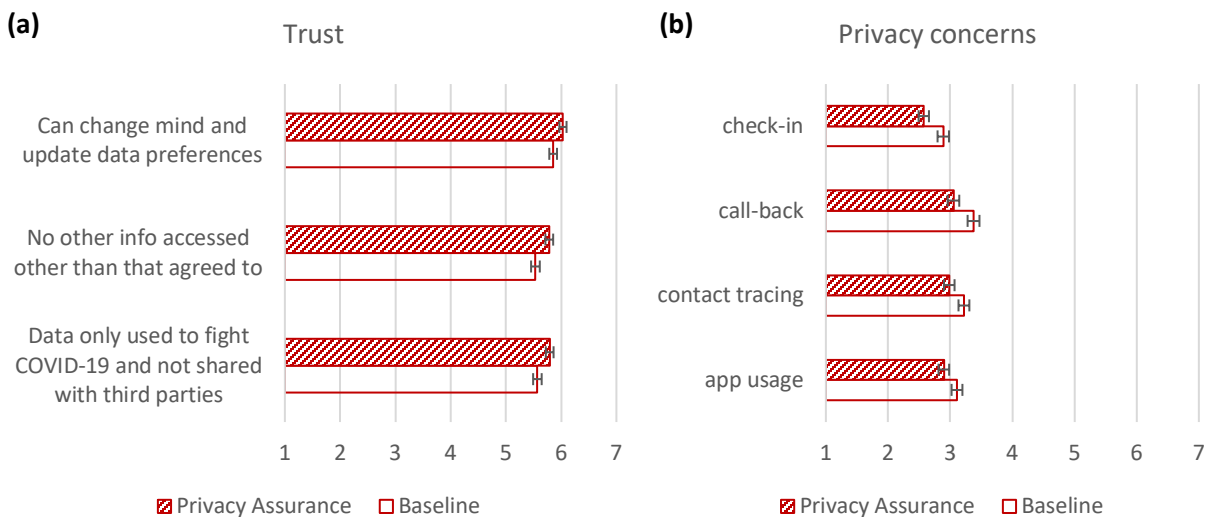 (a)
Trust
Can change mind and
update data preferences
No other info accessed
other than that agreed to
Data only used to fight
COVID-19 and not shared
with third parties
1 2 3 4 5 6 7
Privacy Assurance Baseline
(b)
Privacy concerns
check-in
call-back
contact tracing
app usage
1 2 3 4 5 6 7
Privacy Assurance Baseline